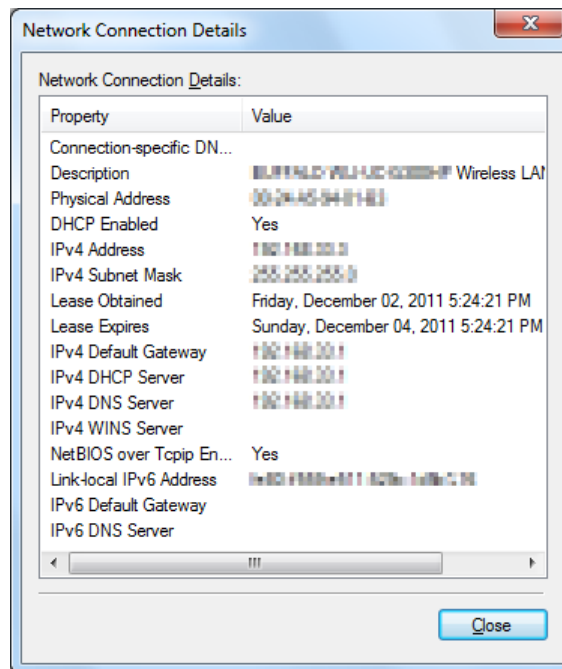 Network Connection Details
Network Connection Details:
Property Value
Connection-specific DN...
Description Wireless LAN
Physical Address
DHCP Enabled Yes
IPv4 Address
IPv4 Subnet Mask
Lease Obtained Friday, December 02, 2011 5:24:21 PM
Lease Expires Sunday, December 04, 2011 5:24:21 PM
IPv4 Default Gateway
IPv4 DHCP Server
IPv4 DNS Server
IPv4 WINS Server
NetBIOS over Tcpip En... Yes
Link-local IPv6 Address
IPv6 Default Gateway
IPv6 DNS Server
Close